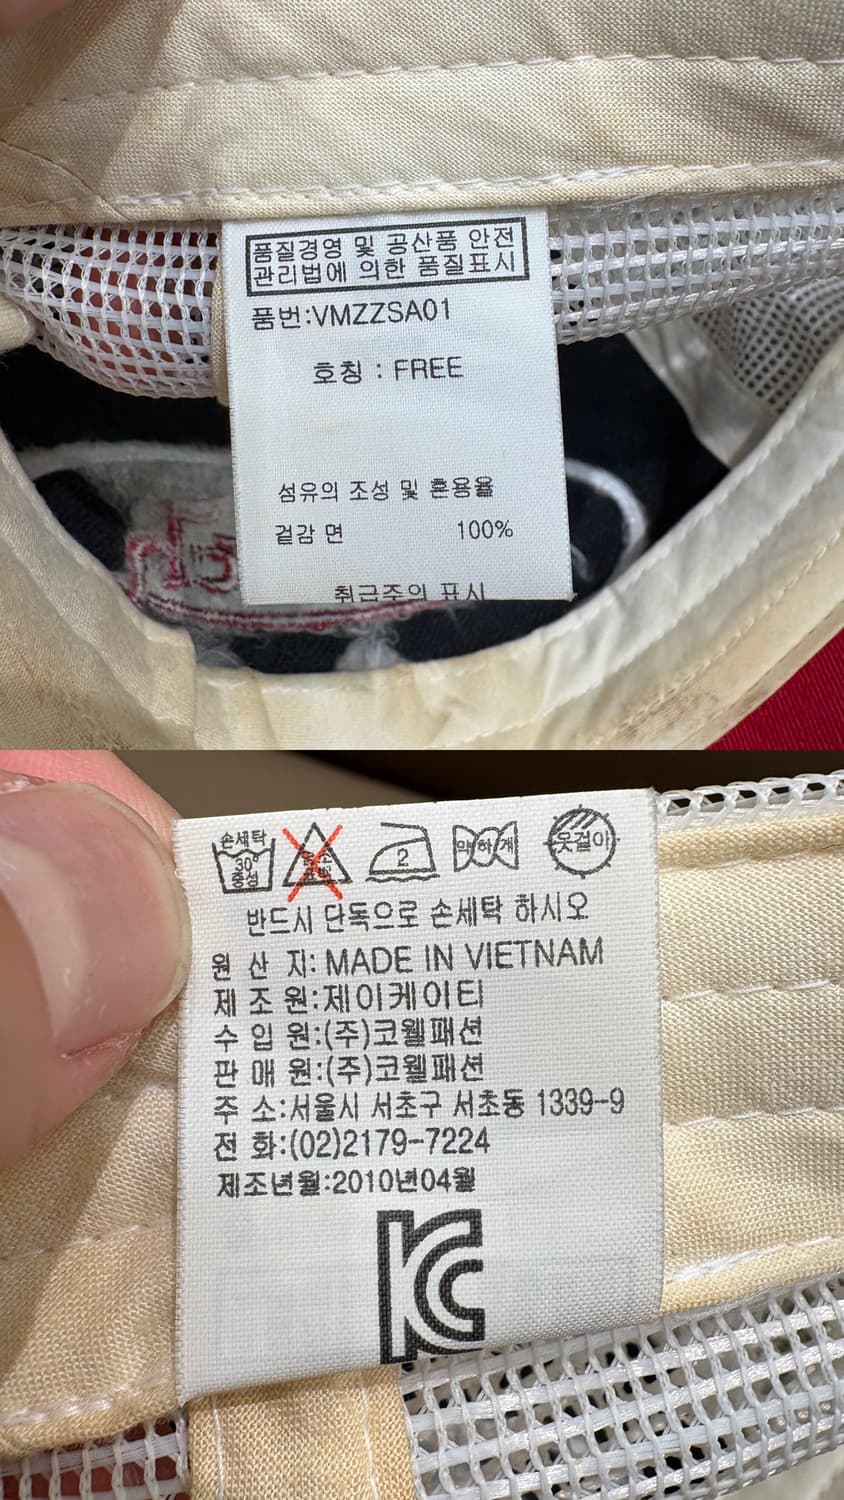 품질경영 및 공산품 안전
관리법에 의한 품질표시
품번:VMZZSA01
호칭 : FREE
섬유의 조성 및 혼용율
겉감 면 100%
취급주의 표시
손세탁
30°
중성
염소
표백
2
약하게
옷걸이
반드시 단독으로 손세탁 하시오
원 산 지: MADE IN VIETNAM
제 조 원:제이케이티
수 입 원:(주)코웰패션
판 매 원:(주)코웰패션
주 소:서울시 서초구 서초동 1339-9
전 화:(02)2179-7224
제조년월:2010년04월
KC